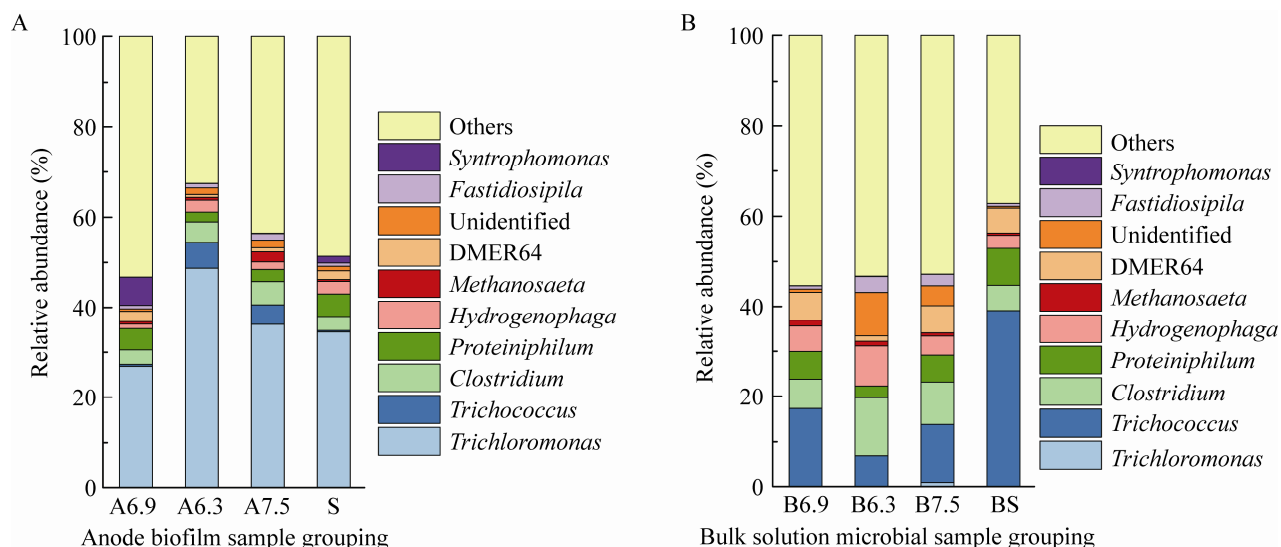 A
100
80
60
40
20
0
Relative abundance (%)
A6.9 A6.3 A7.5 S
Anode biofilm sample grouping
Others
Syntrophomonas
Fastidiosipila
Unidentified
DMER64
Methanosaeta
Hydrogenophaga
Proteiniphilum
Clostridium
Trichococcus
Trichloromonas
B
100
80
60
40
20
0
Relative abundance (%)
B6.9 B6.3 B7.5 BS
Bulk solution microbial sample grouping
Others
Syntrophomonas
Fastidiosipila
Unidentified
DMER64
Methanosaeta
Hydrogenophaga
Proteiniphilum
Clostridium
Trichococcus
Trichloromonas